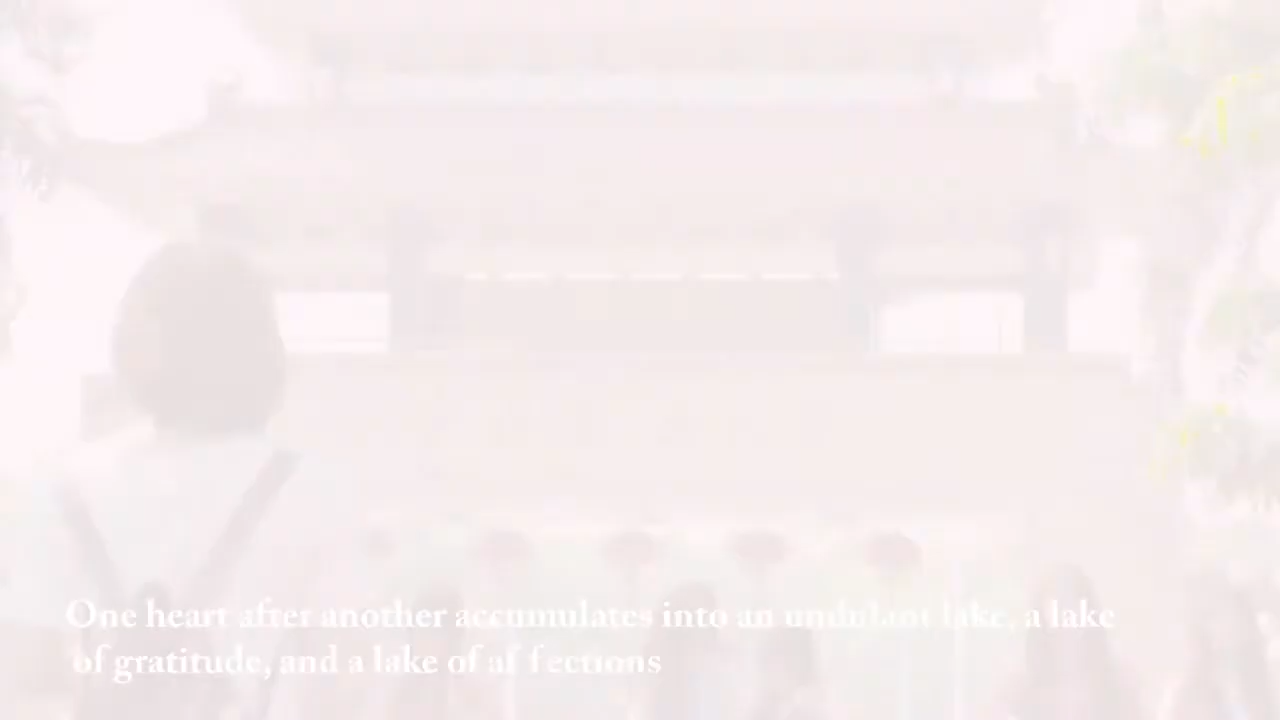 One heart after another accumulates into an undulant lake, a lake
of gratitude, and a lake of af fections